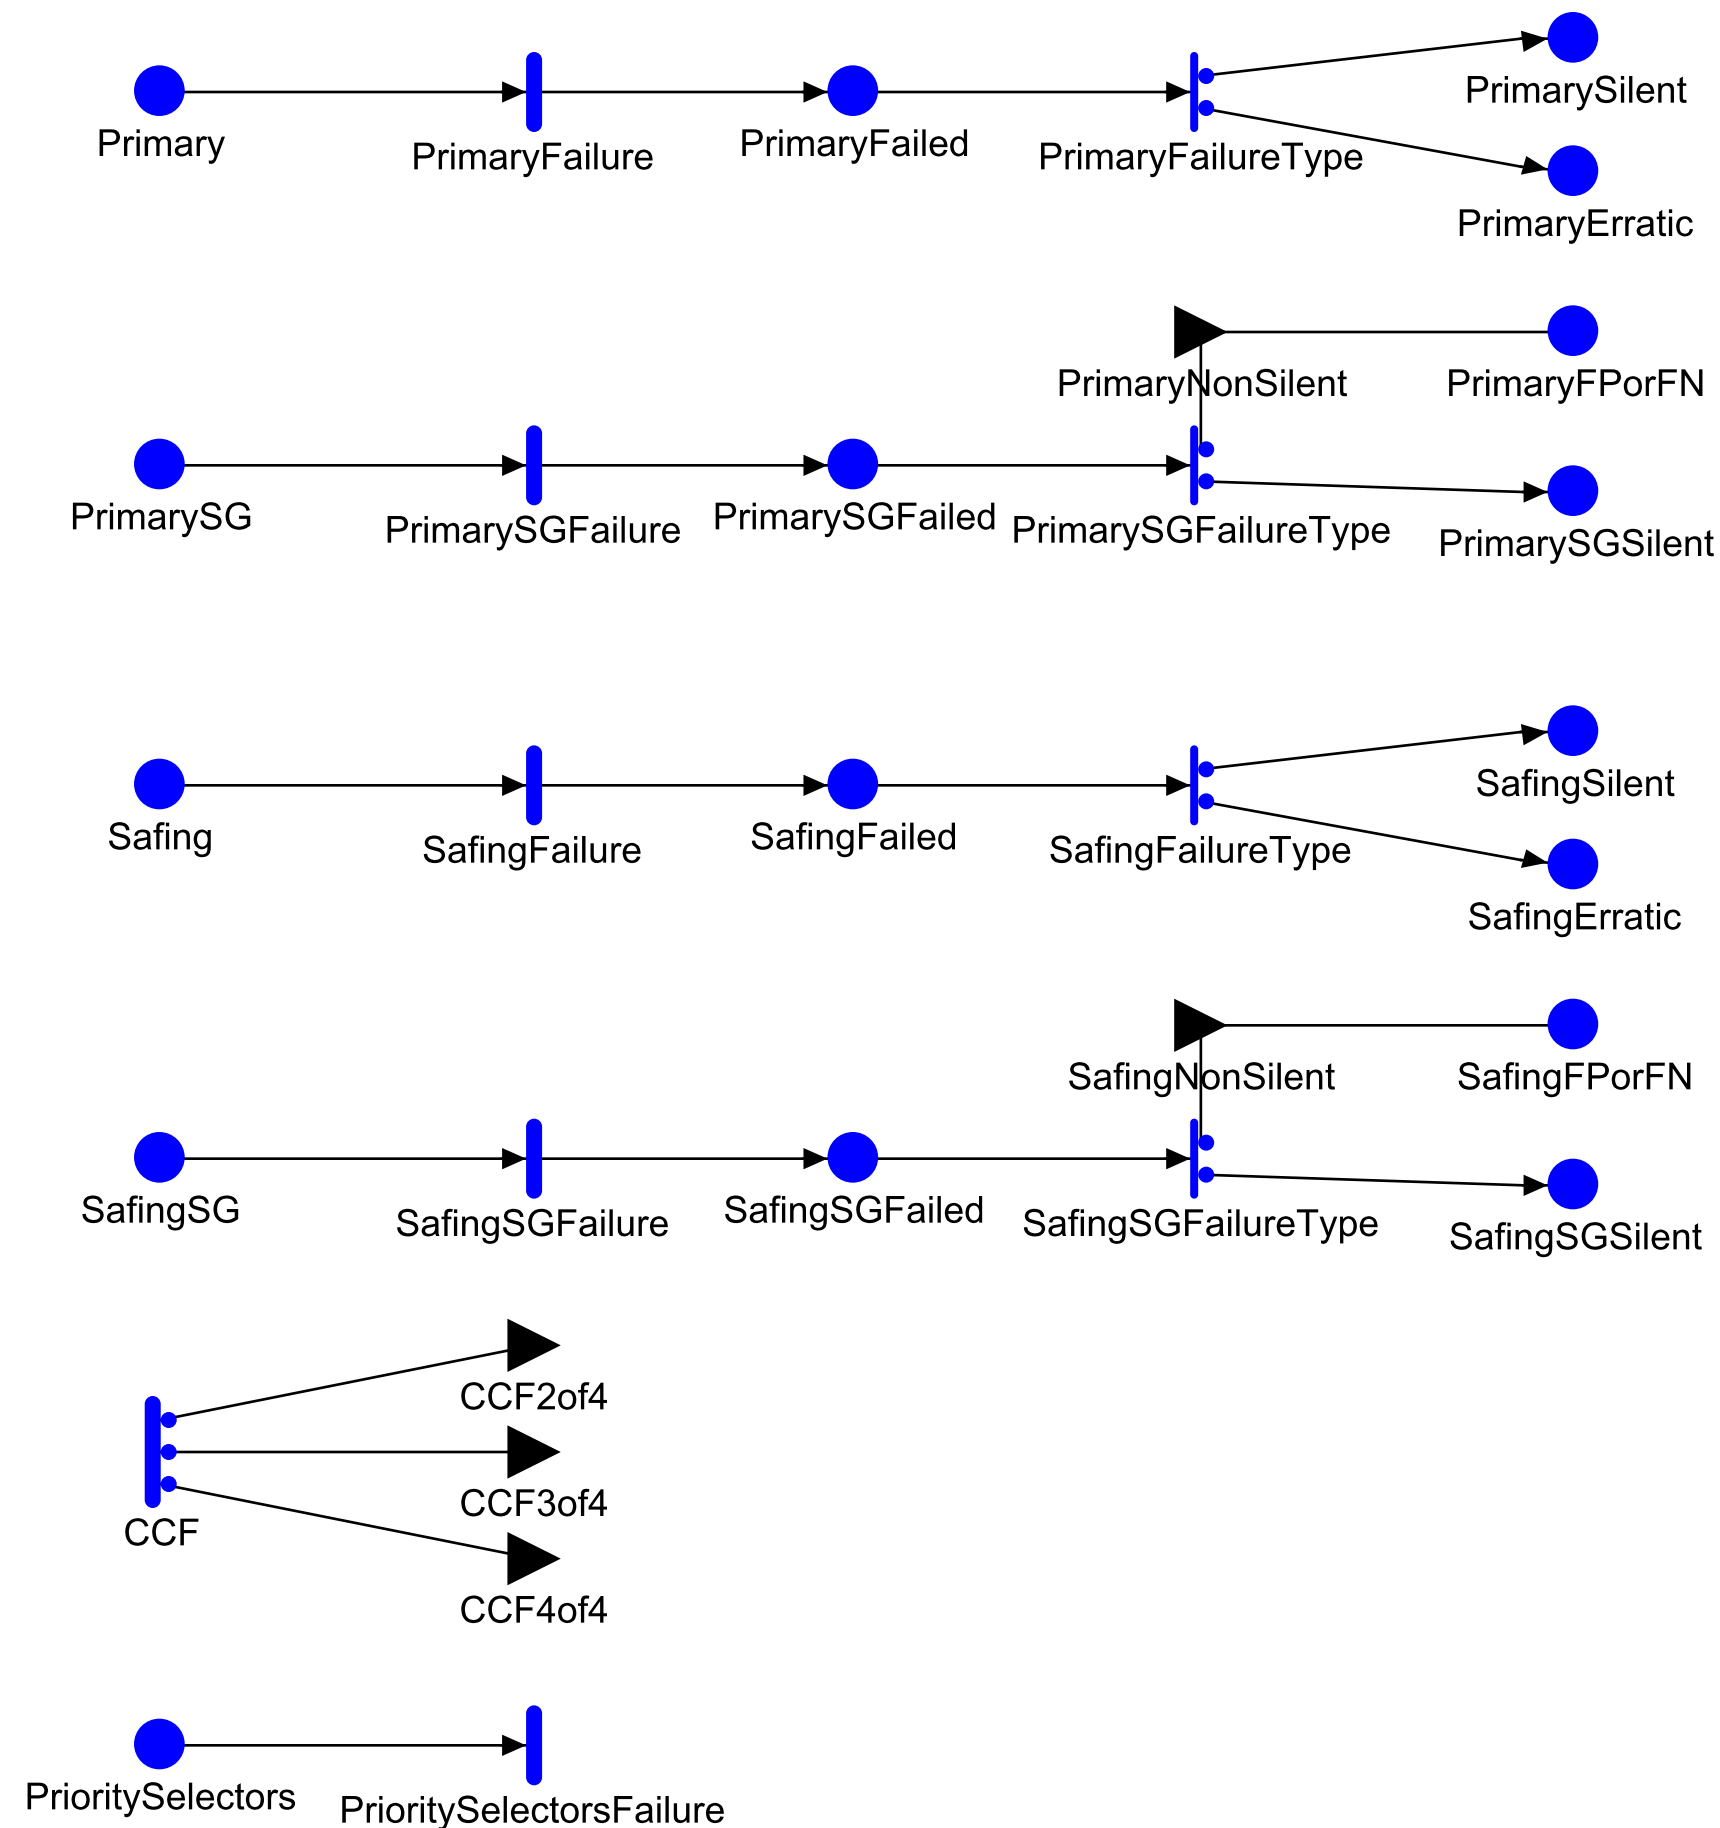 PrimarySilent
Primary
PrimaryFailure
PrimaryFailed
PrimaryFailureType
PrimaryErratic
PrimaryNonSilent
PrimaryFPorFN
PrimarySG
PrimarySGFailure
PrimarySGFailed
PrimarySGFailureType
PrimarySGSilent
SafingSilent
Safing
SafingFailure
SafingFailed
SafingFailureType
SafingErratic
SafingNonSilent
SafingFPorFN
SafingSG
SafingSGFailure
SafingSGFailed
SafingSGFailureType
SafingSGSilent
CCF2of4
CCF3of4
CCF
CCF4of4
PrioritySelectors
PrioritySelectorsFailure